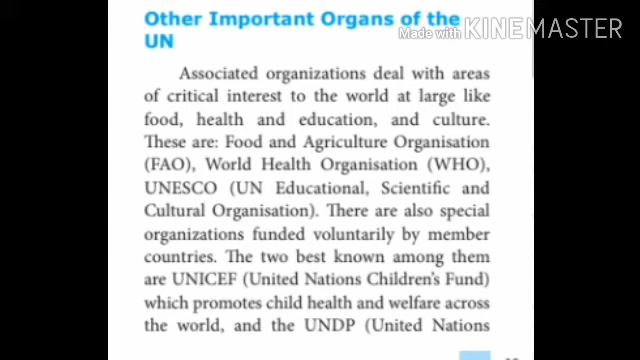 Other Important Organs of the
UN
Made with KINEMASTER
Associated organizations deal with areas
of critical interest to the world at large like
food, health and education, and culture.
These are: Food and Agriculture Organisation
(FAO), World Health Organisation (WHO),
UNESCO (UN Educational, Scientific and
Cultural Organisation). There are also special
organizations funded voluntarily by member
countries. The two best known among them
are UNICEF (United Nations Children's Fund)
which promotes child health and welfare across
the world, and the UNDP (United Nations